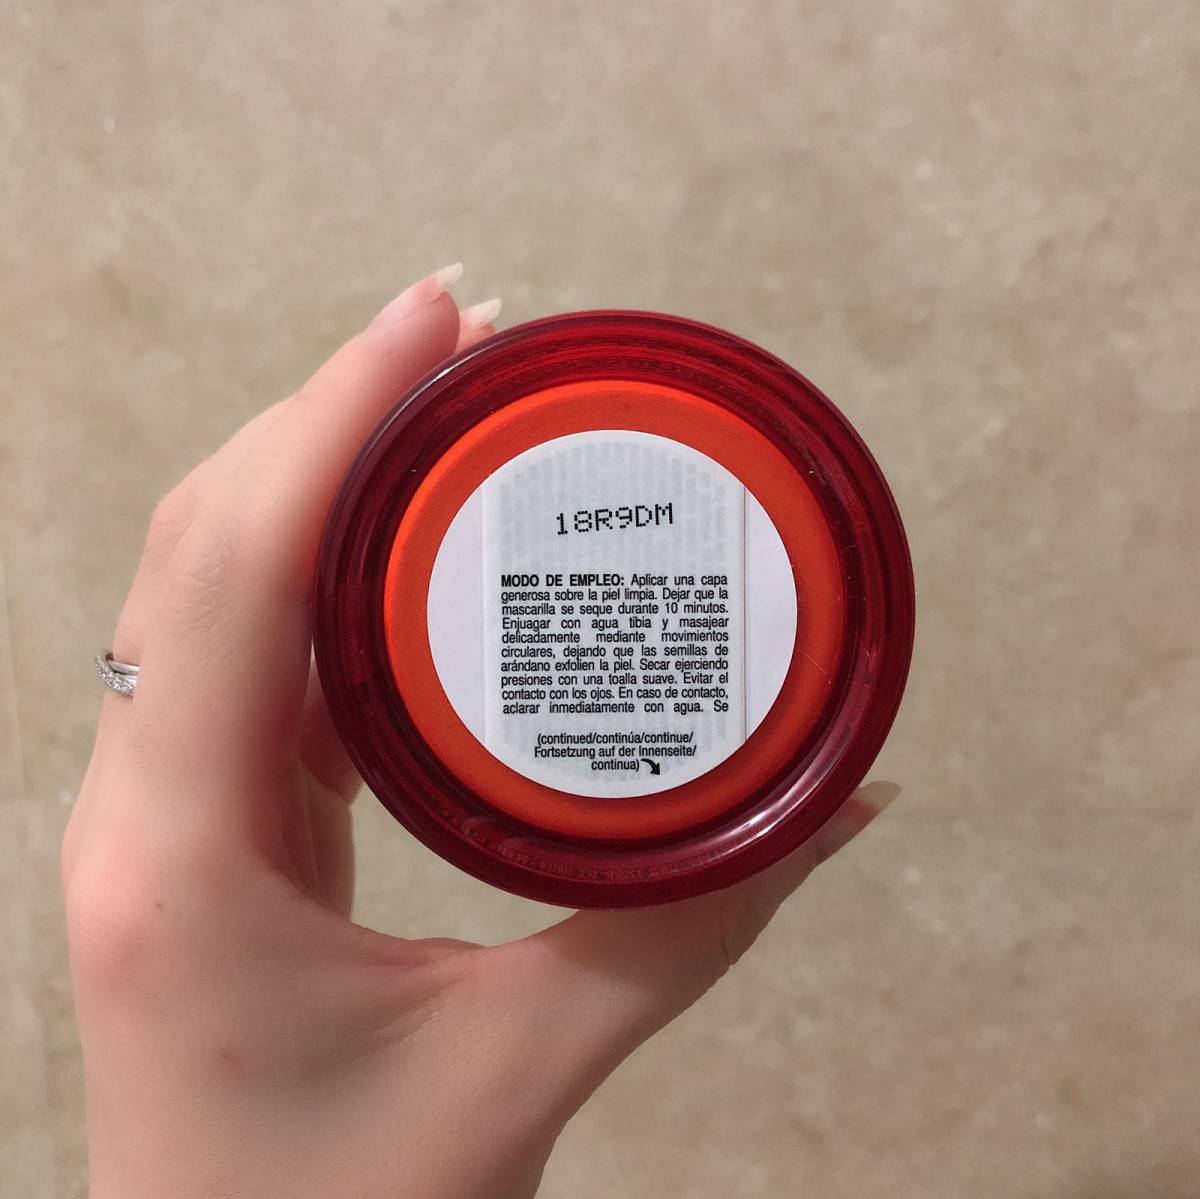 18R9DM
MODO DE EMPLEO: Aplicar una capa
generosa sobre la piel limpia. Dejar que la
mascarilla se seque durante 10 minutos.
Enjuagar con agua tibia y masajear
delicadamente mediante movimientos
circulares, dejando que las semillas de
arándano exfolien la piel. Secar ejerciendo
presiones con una toalla suave. Evitar el
contacto con los ojos. En caso de contacto,
aclarar inmediatamente con agua. Se
(continued/continúa/continue/
Fortsetzung auf der Innenseite/
continua)